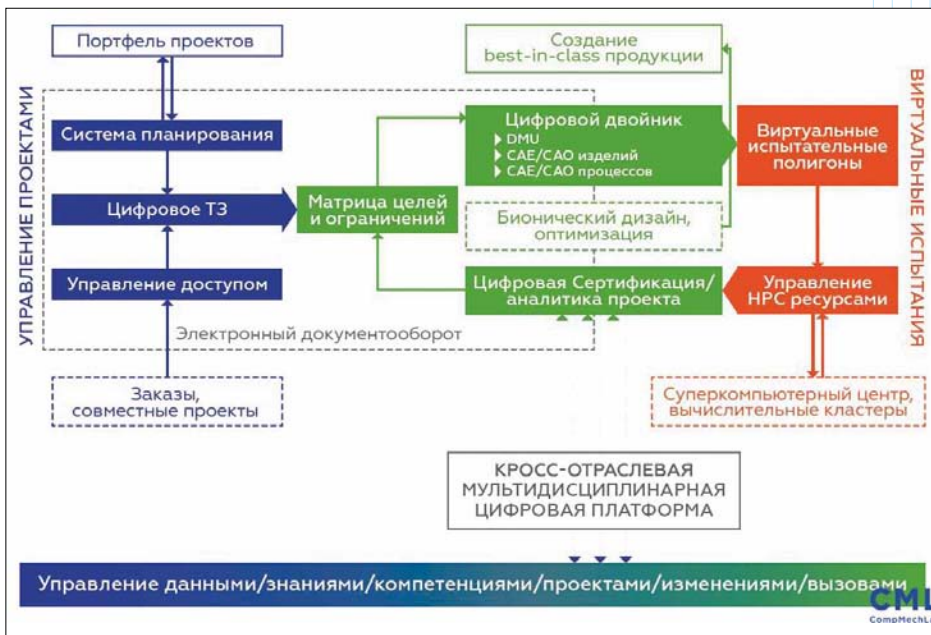 УПРАВЛЕНИЕ ПРОЕКТАМИ
Портфель проектов
Система планирования
Цифровое ТЗ
Управление доступом
Электронный документооборот
Заказы,
совместные проекты
Матрица целей
и ограничений
Создание
best-in-class продукции
Цифровой двойник
DMU
CAE/CAO изделий
CAE/CAO процессов
Бионический дизайн,
оптимизация
Цифровая Сертификация/
аналитика проекта
Виртуальные
испытательные
полигоны
Управление
HPC ресурсами
Суперкомпьютерный центр,
вычислительные кластеры
ВИРТУАЛЬНЫЕ ИСПЫТАНИЯ
КРОСС-ОТРАСЛЕВАЯ
МУЛЬТИДИСЦИПЛИНАРНАЯ
ЦИФРОВАЯ ПЛАТФОРМА
Управление данными/знаниями/компетенциями/проектами/изменениями/вызовами
CML
CompMechL